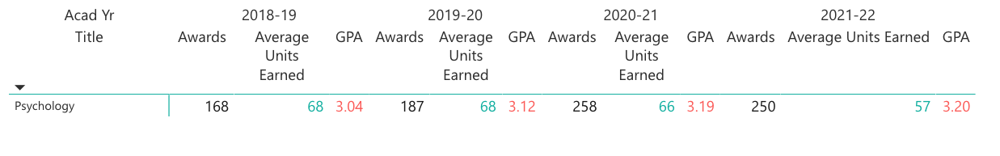 Acad Yr 2018-19 2019-20 2020-21 2021-22
Title Awards Average GPA Awards Average GPA Awards Average GPA Awards Average Units Earned GPA
Units Units Units
Earned Earned Earned
Psychology 168 68 3.04 187 68 3.12 258 66 3.19 250 57 3.20